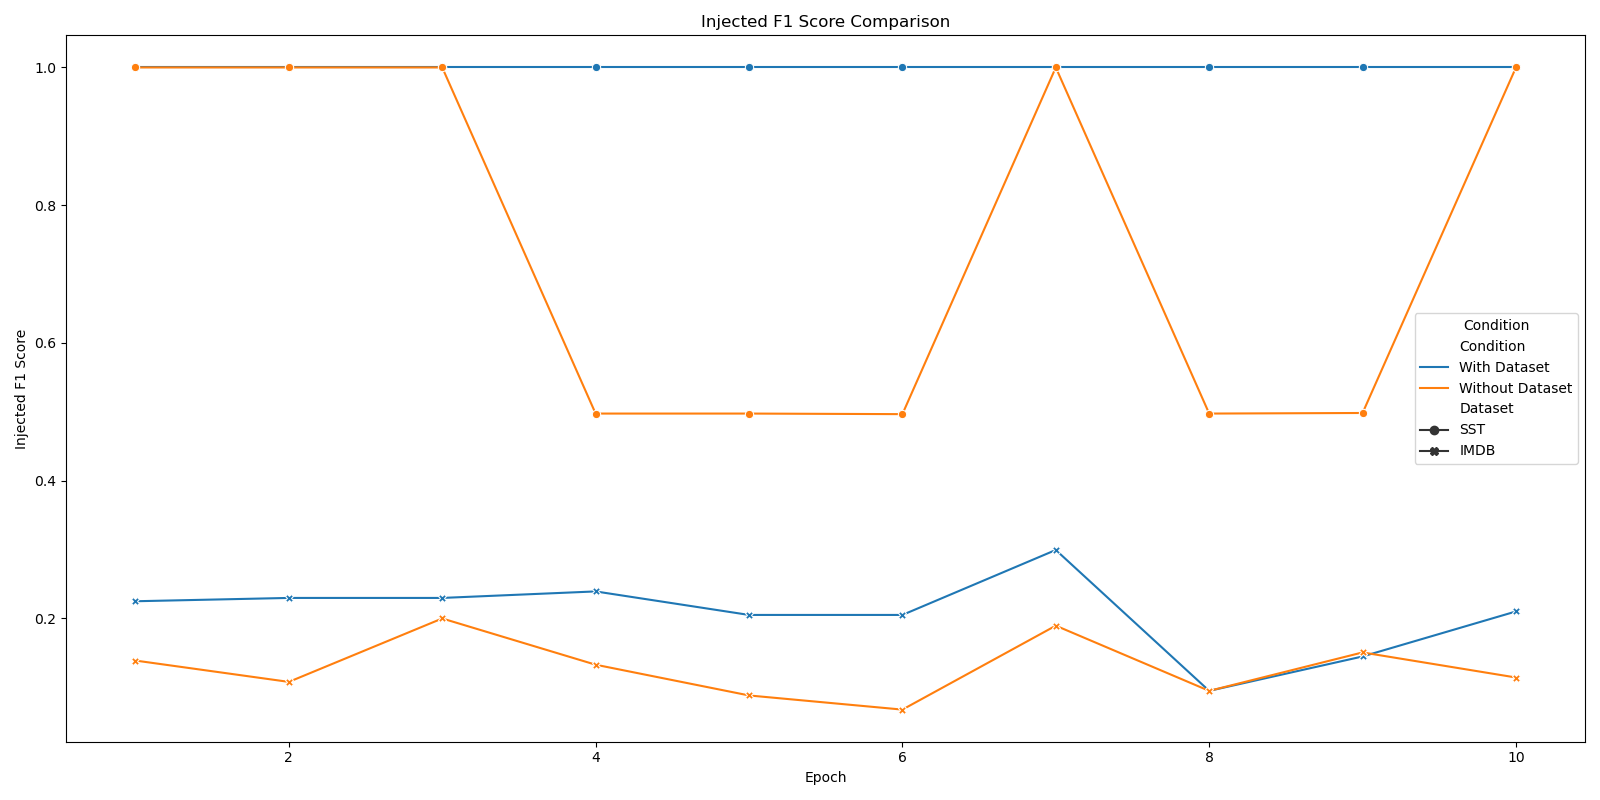 Injected F1 Score Comparison
1.0
0.8
0.6
0.4
0.2
Injected F1 Score
2
4
6
8
10
Epoch
Condition
Condition
With Dataset
Without Dataset
Dataset
SST
IMDB